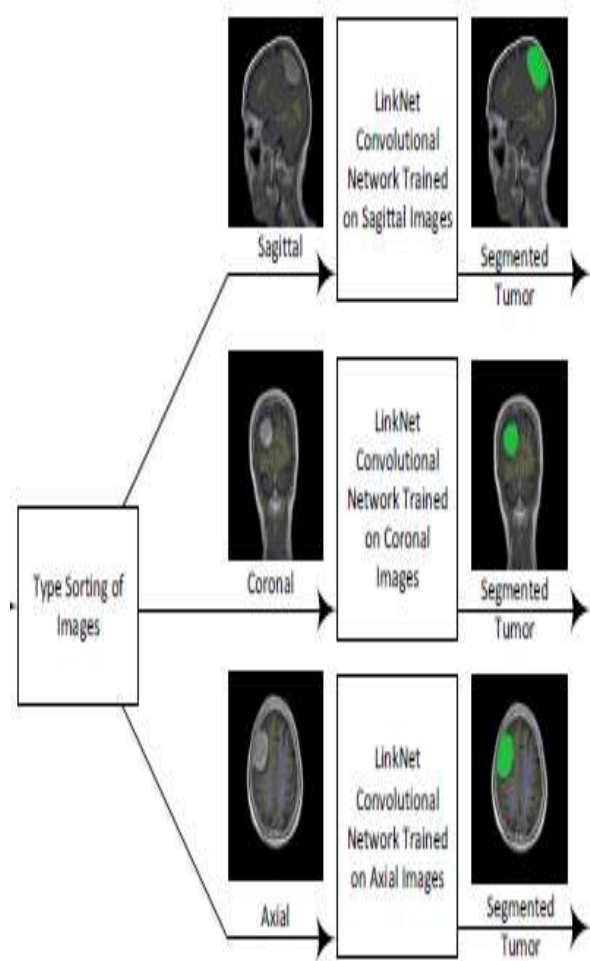 LinkNet
Convolutional
Network Trained
on Sagittal Images
Sagittal
Segmented
Tumor
LinkNet
Convolutional
Network Trained
on Coronal
Images
Coronal
Segmented
Tumor
Type Sorting of
Images
LinkNet
Convolutional
Network Trained
on Axial Images
Axial
Segmented
Tumor